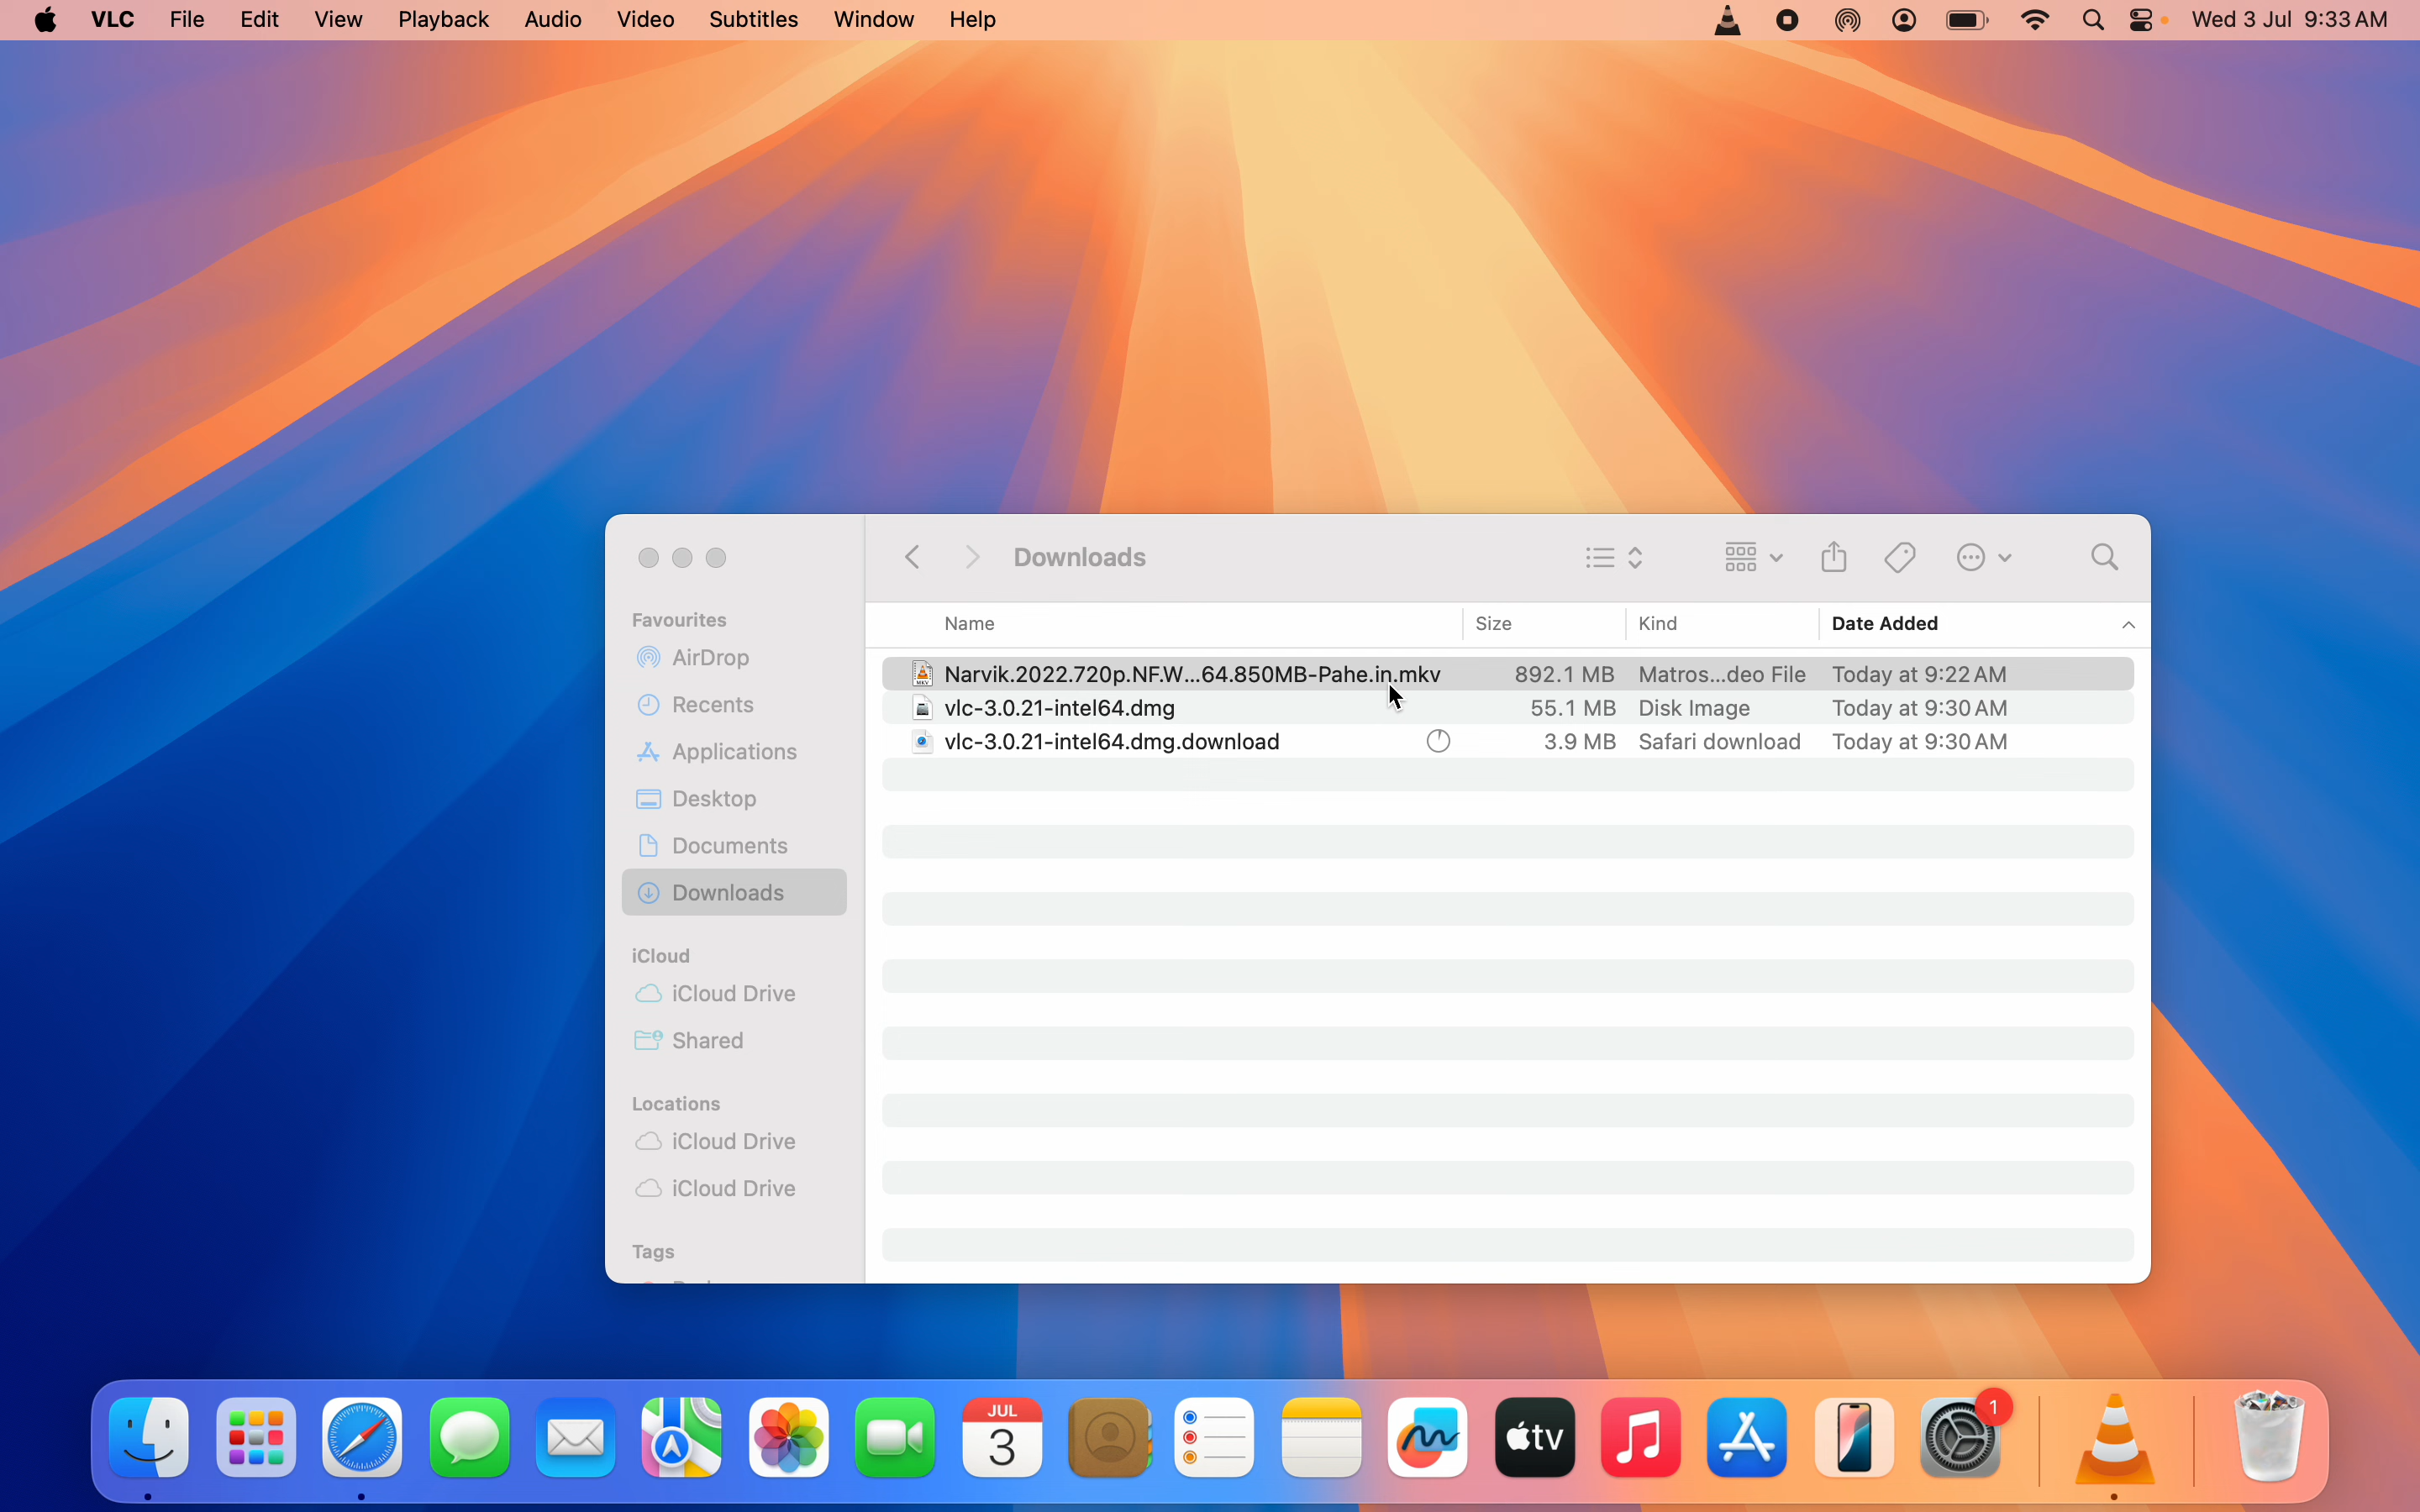 VLC File Edit View Playback Audio Video Subtitles Window Help Wed 3 Jul 9:33 AM
Downloads
Favourites
AirDrop
Recents
Applications
Desktop
Documents
Downloads
iCloud
iCloud Drive
Shared
Locations
iCloud Drive
iCloud Drive
Tags
Name Size Kind Date Added
Narvik.2022.720p.NF.W...64.850MB-Pahe.in.mkv 892.1 MB Matros...deo File Today at 9:22 AM
vlc-3.0.21-intel64.dmg 55.1 MB Disk Image Today at 9:30 AM
vlc-3.0.21-intel64.dmg.download 3.9 MB Safari download Today at 9:30 AM
JUL
3
tv
1